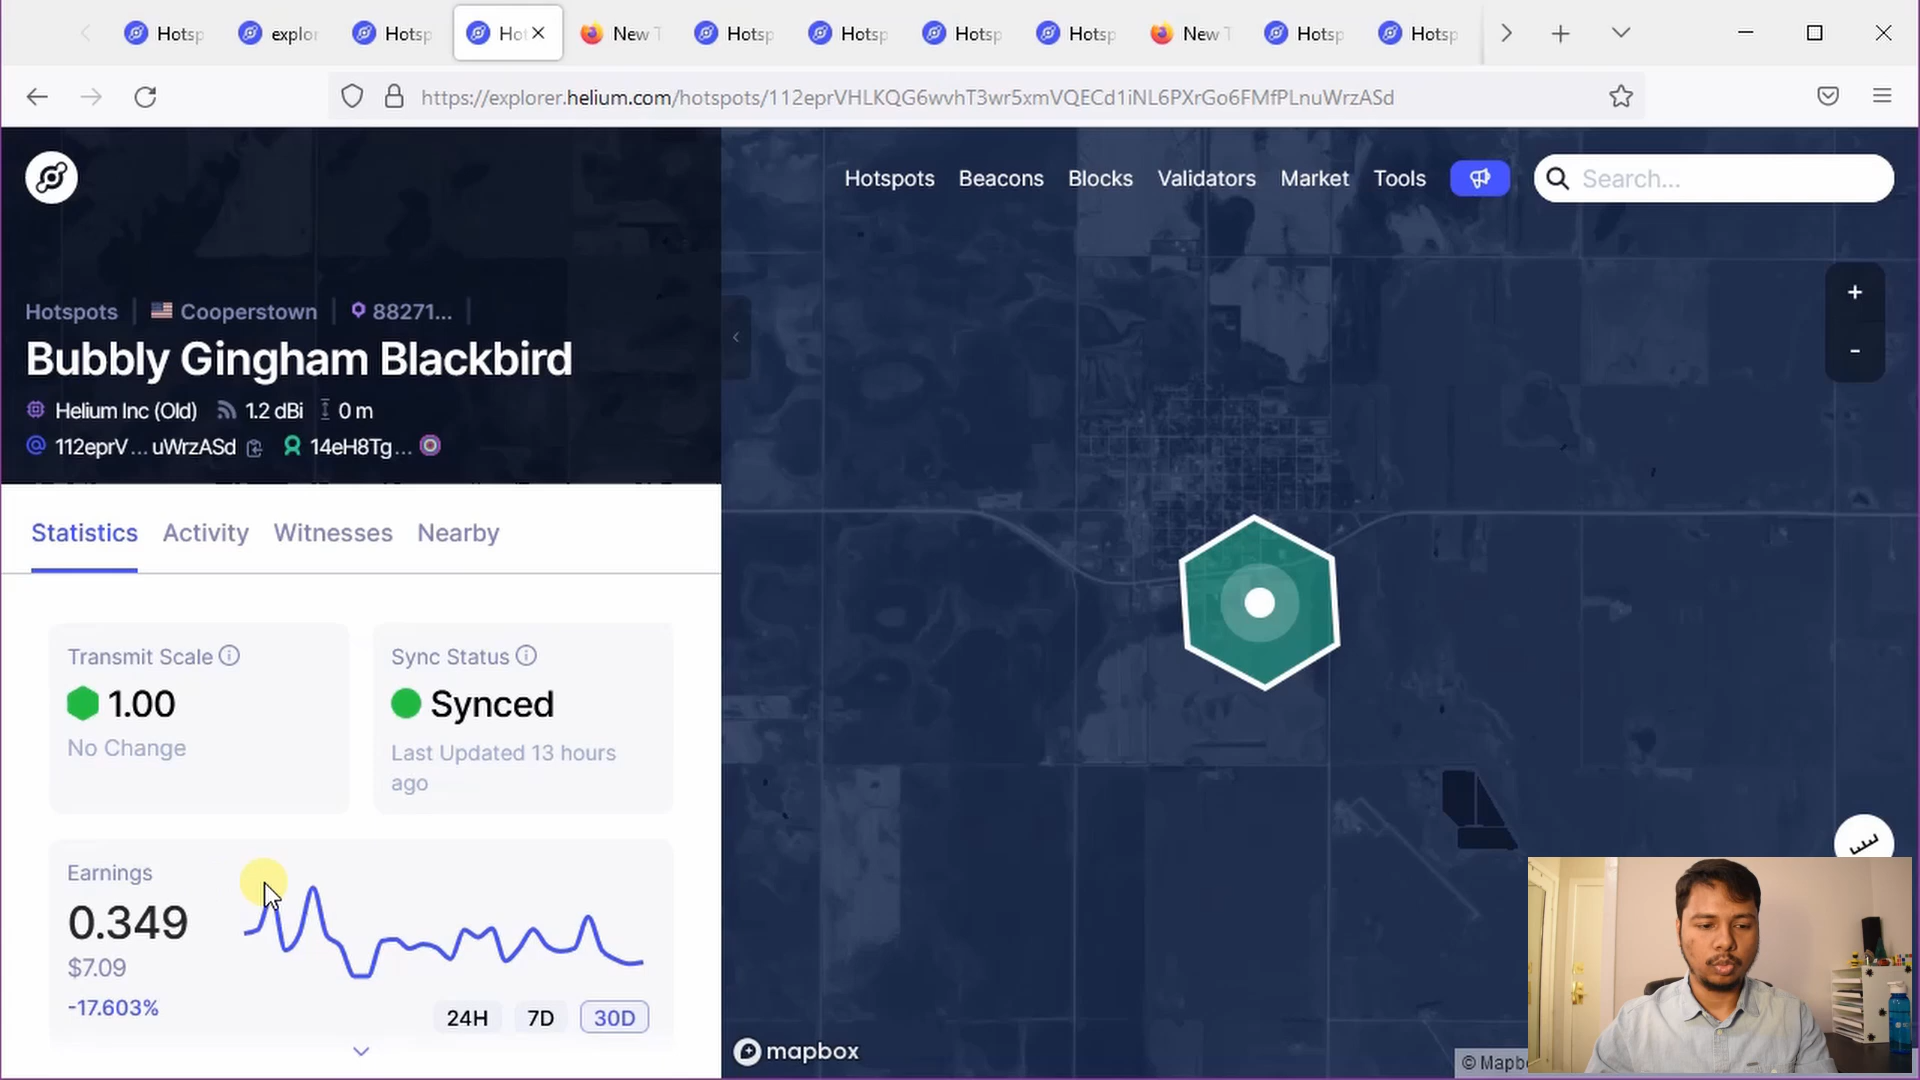 Hotsp explor Hotsp Hot New T Hotsp Hotsp Hotsp Hotsp New T Hotsp Hotsp
https://explorer.helium.com/hotspots/112eprVHLKQG6wvhT3wr5xmVQECd1iNL6PXrGo6FMfPLnuWrzASd
Hotspots Beacons Blocks Validators Market Tools Search...
Hotspots Cooperstown 88271...
Bubbly Gingham Blackbird
Helium Inc (Old) 1.2 dBi 0 m
112eprV... uWrzASd 14eH8Tg...
Statistics Activity Witnesses Nearby
Transmit Scale
1.00
No Change
Sync Status
Synced
Last Updated 13 hours
ago
Earnings
0.349
$7.09
-17.603%
24H 7D 30D
+
-
mapbox
© Mapb